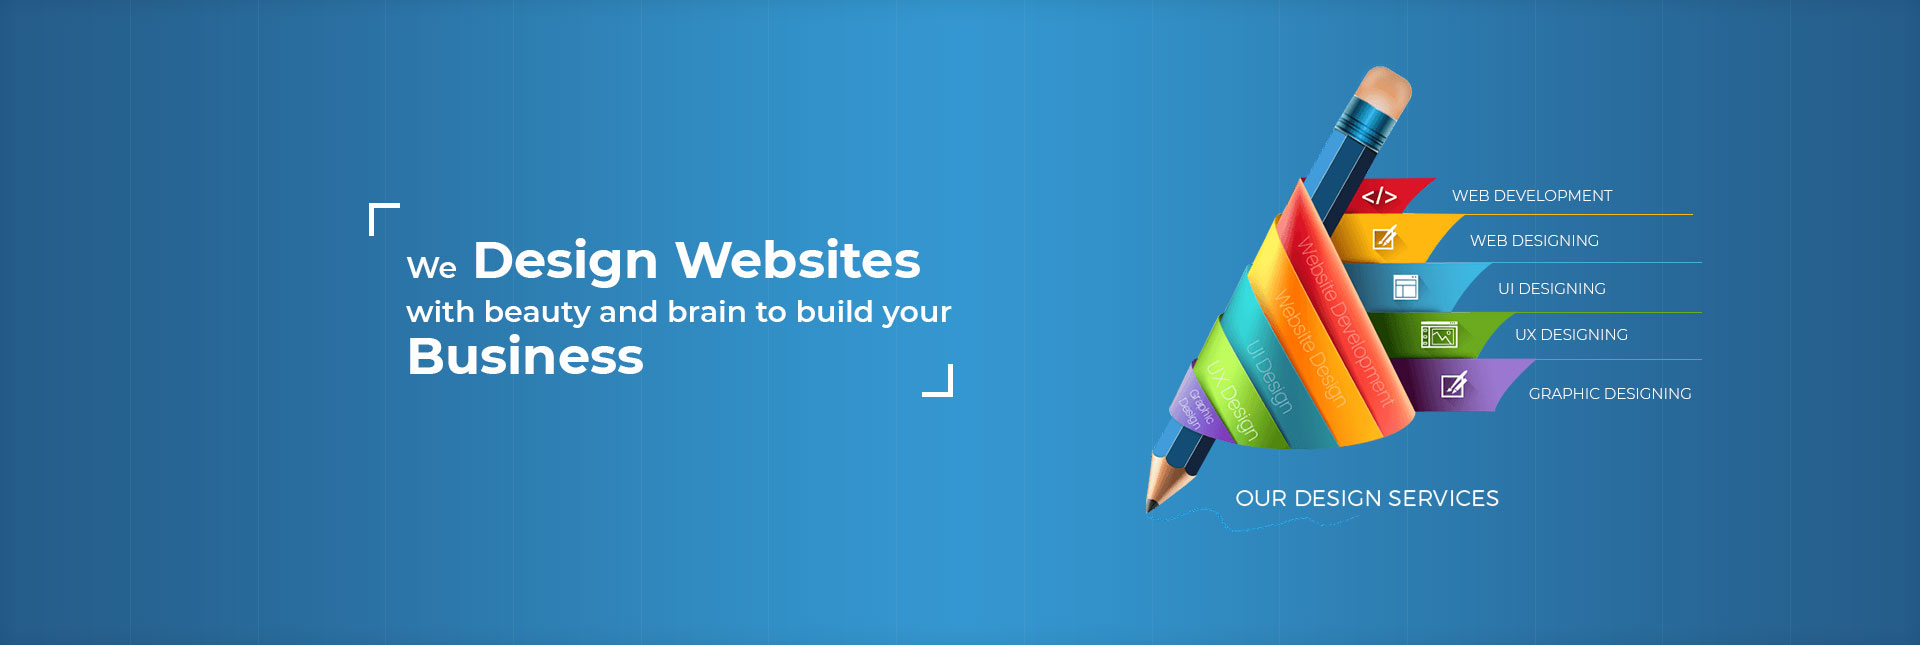 We Design Websites
with beauty and brain to build your
Business
</>
WEB DEVELOPMENT
WEB DESIGNING
UI DESIGNING
UX DESIGNING
GRAPHIC DESIGNING
Website Development
Website Design
UI Design
UX Design
Graphic
Design
OUR DESIGN SERVICES